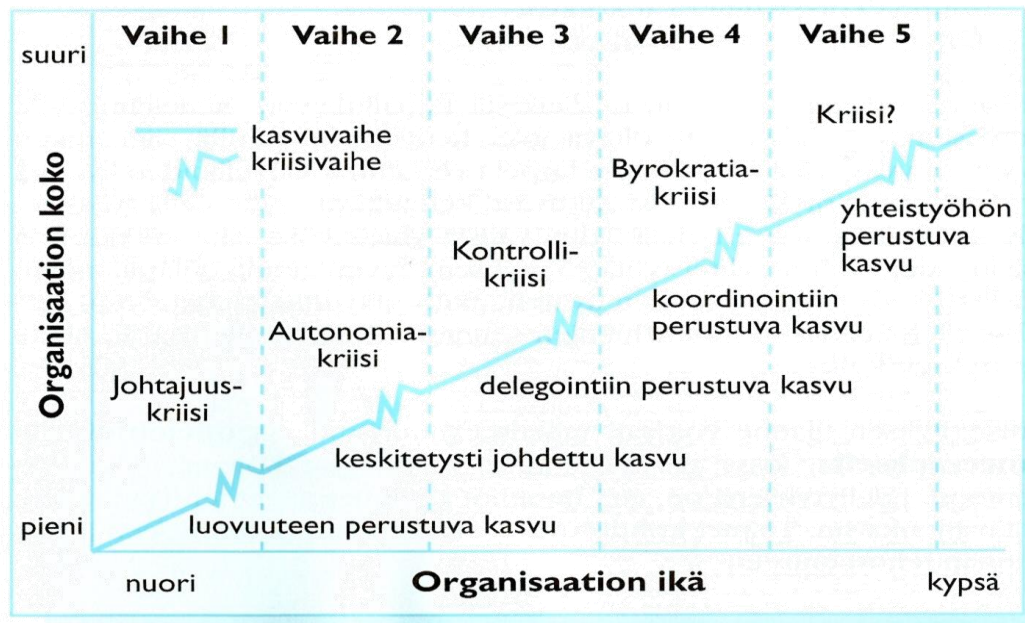 Vaihe 1 Vaihe 2 Vaihe 3 Vaihe 4 Vaihe 5
suuri
Organisaation koko
pieni
kasvuvaihe
kriisivaihe
Johtajuus-
kriisi
Autonomia-
kriisi
Kontrolli-
kriisi
Byrokratia-
kriisi
Kriisi?
yhteistyöhön
perustuva
kasvu
koordinointiin
perustuva kasvu
delegointiin perustuva kasvu
keskitetysti johdettu kasvu
luovuuteen perustuva kasvu
nuori Organisaation ikä kypsä